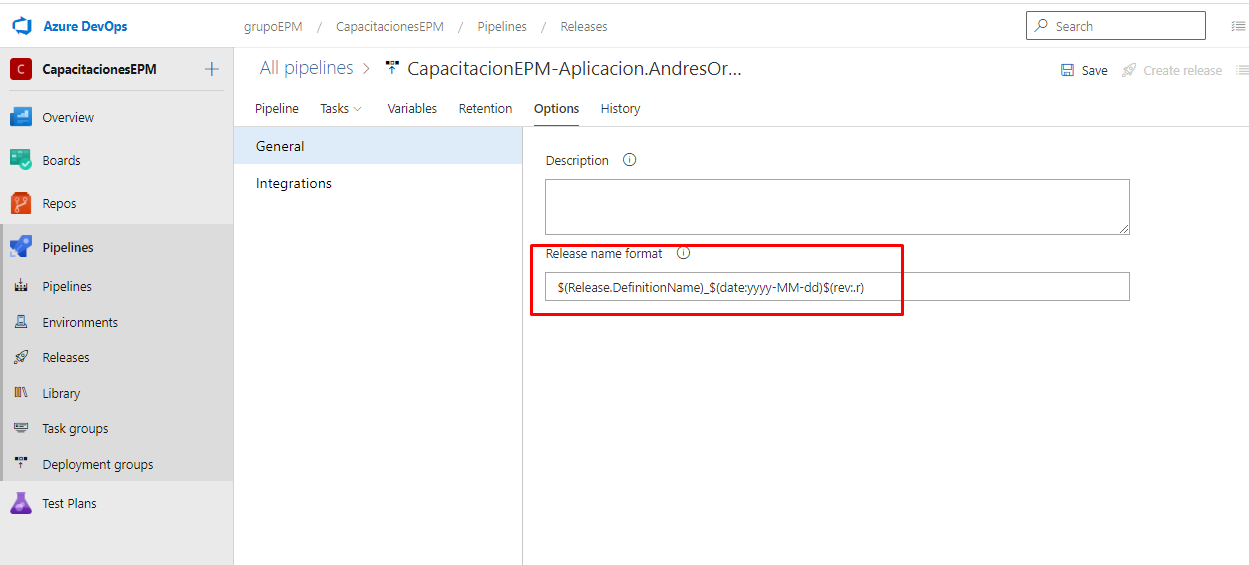 Azure DevOps
grupoEPM / CapacitacionesEPM / Pipelines / Releases
Search
C CapacitacionesEPM +
Overview
Boards
Repos
Pipelines
Pipelines
Environments
Releases
Library
Task groups
Deployment groups
Test Plans
All pipelines > CapacitacionEPM-Aplicacion.AndresOr...
Save Create release
Pipeline Tasks Variables Retention Options History
General
Integrations
Description
Release name format
$(Release.DefinitionName)_$(date:yyyy-MM-dd)$(rev:.r)